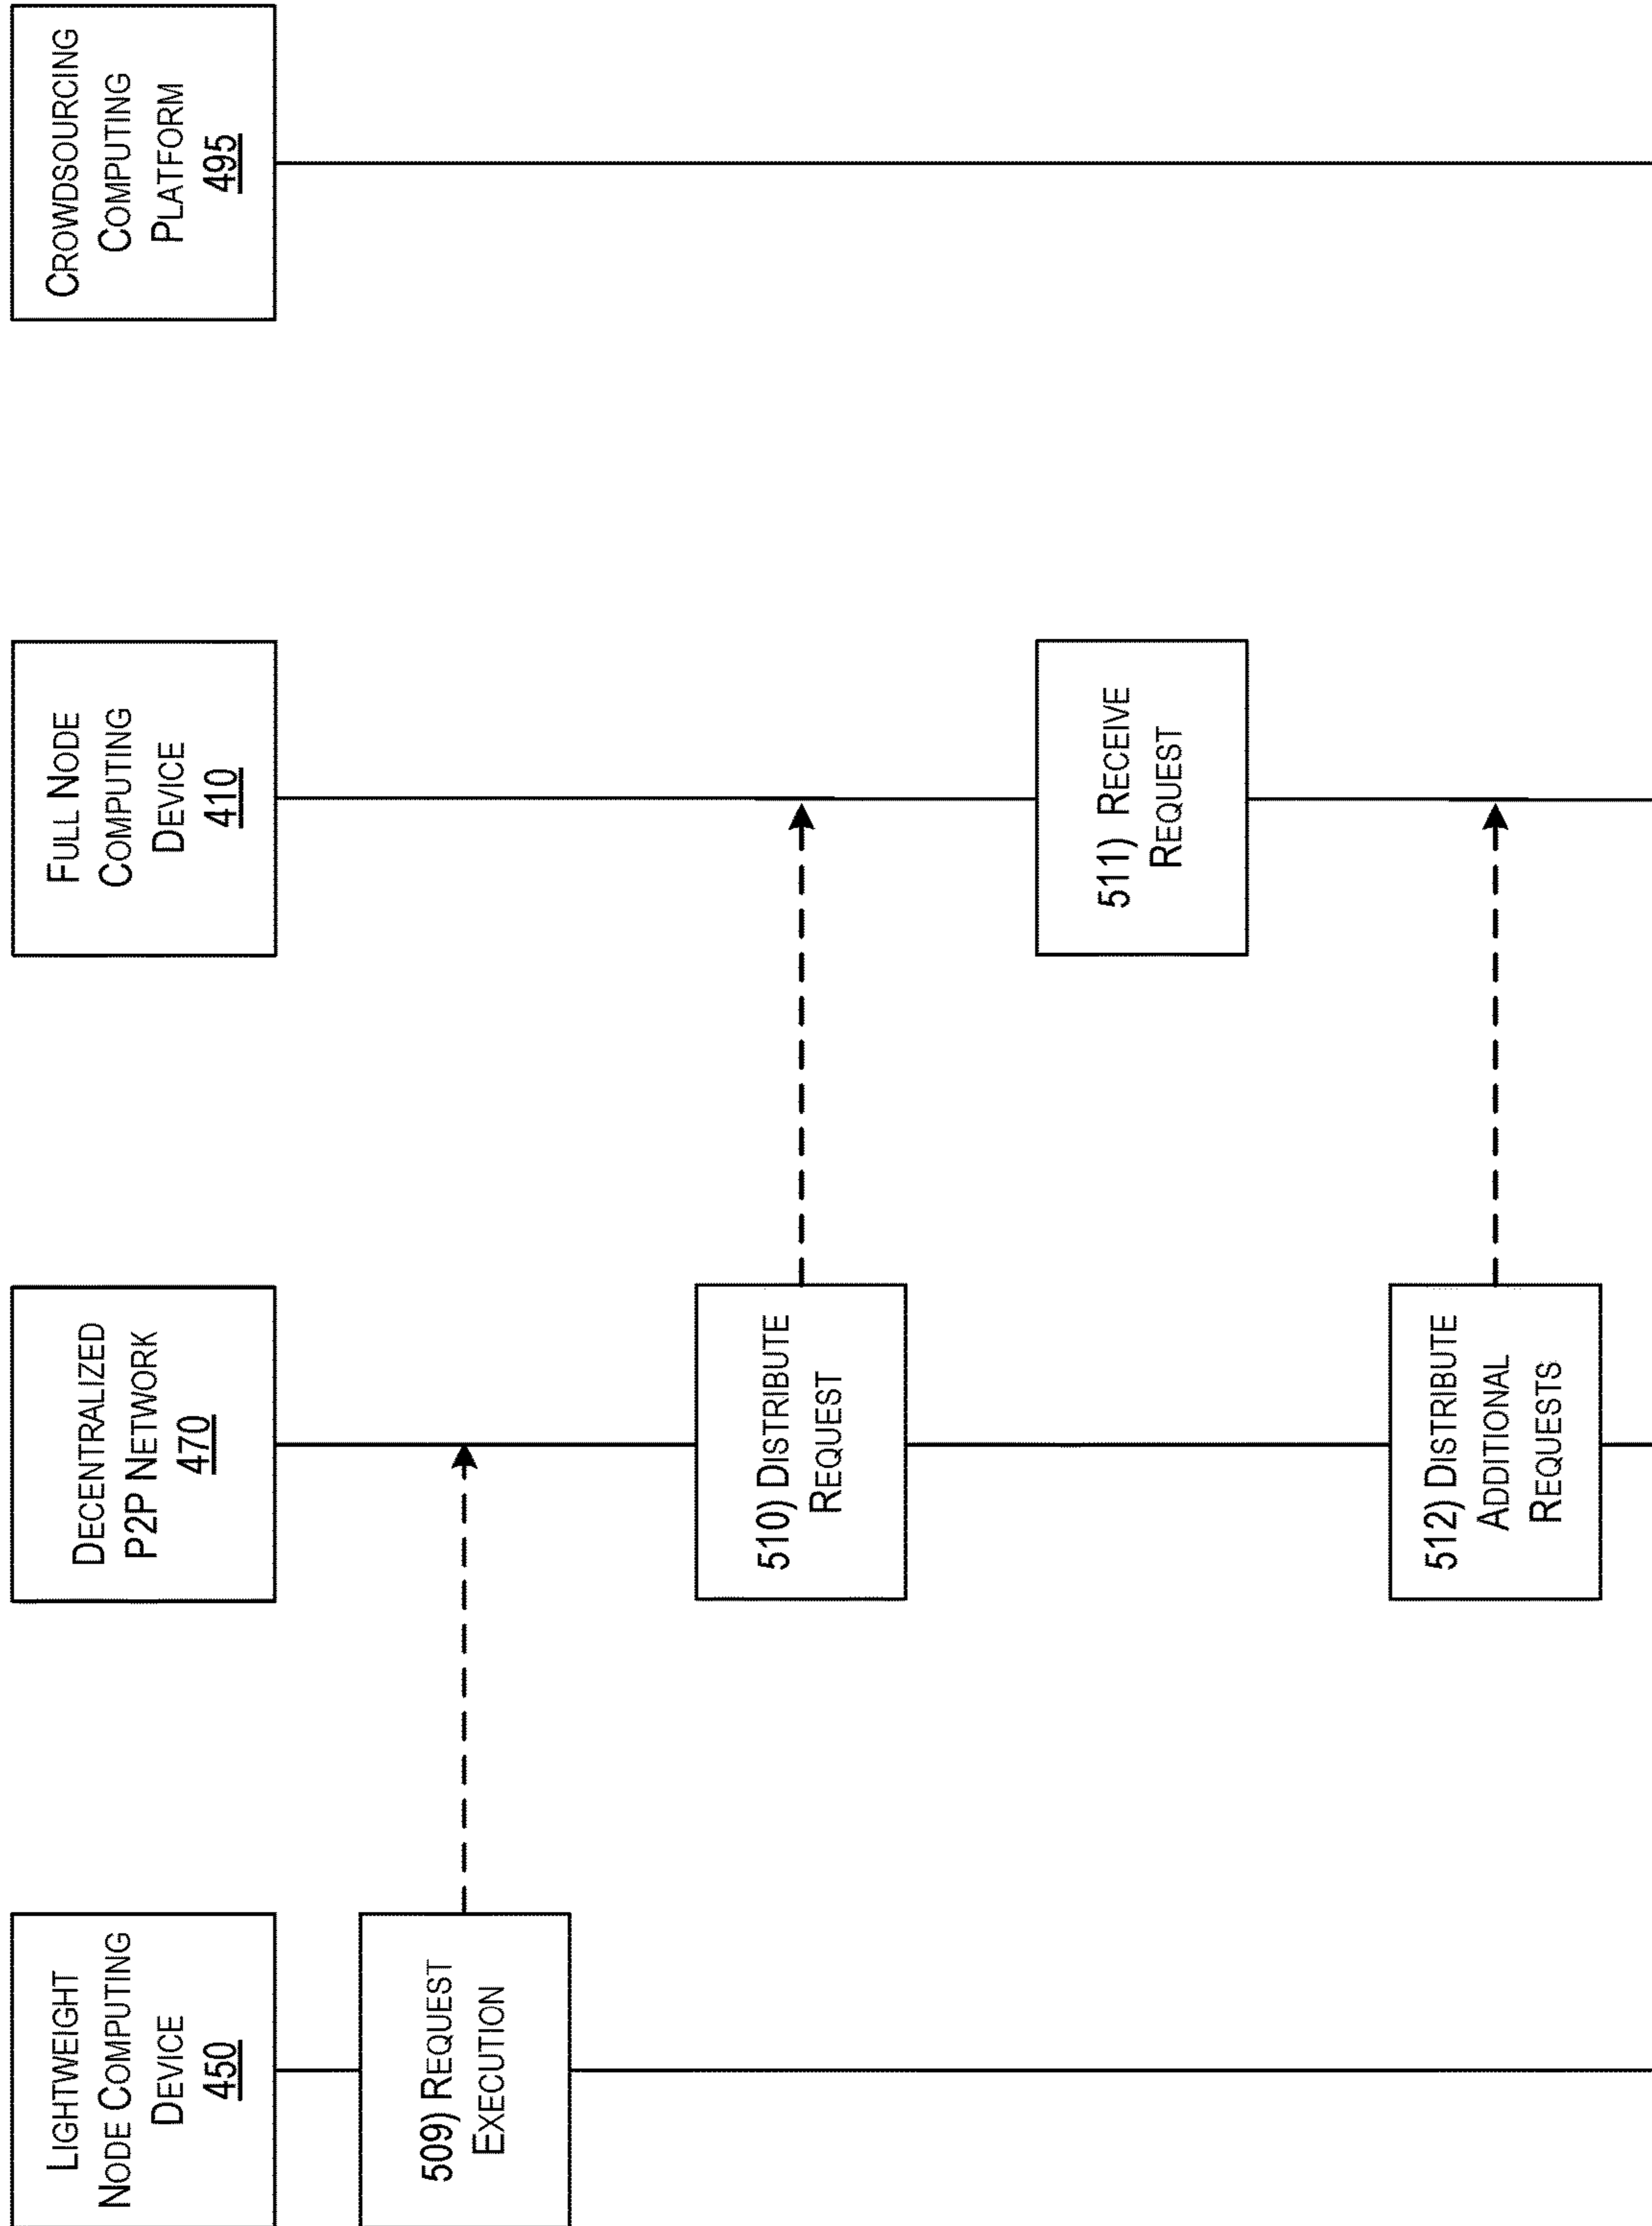 LIGHTWEIGHT
NODE COMPUTING
DEVICE
450
DECENTRALIZED
P2P NETWORK
470
FULL NODE
COMPUTING
DEVICE
410
CROWDSOURCING
COMPUTING
PLATFORM
495
509) REQUEST
EXECUTION
510) DISTRIBUTE
REQUEST
511) RECEIVE
REQUEST
512) DISTRIBUTE
ADDITIONAL
REQUESTS